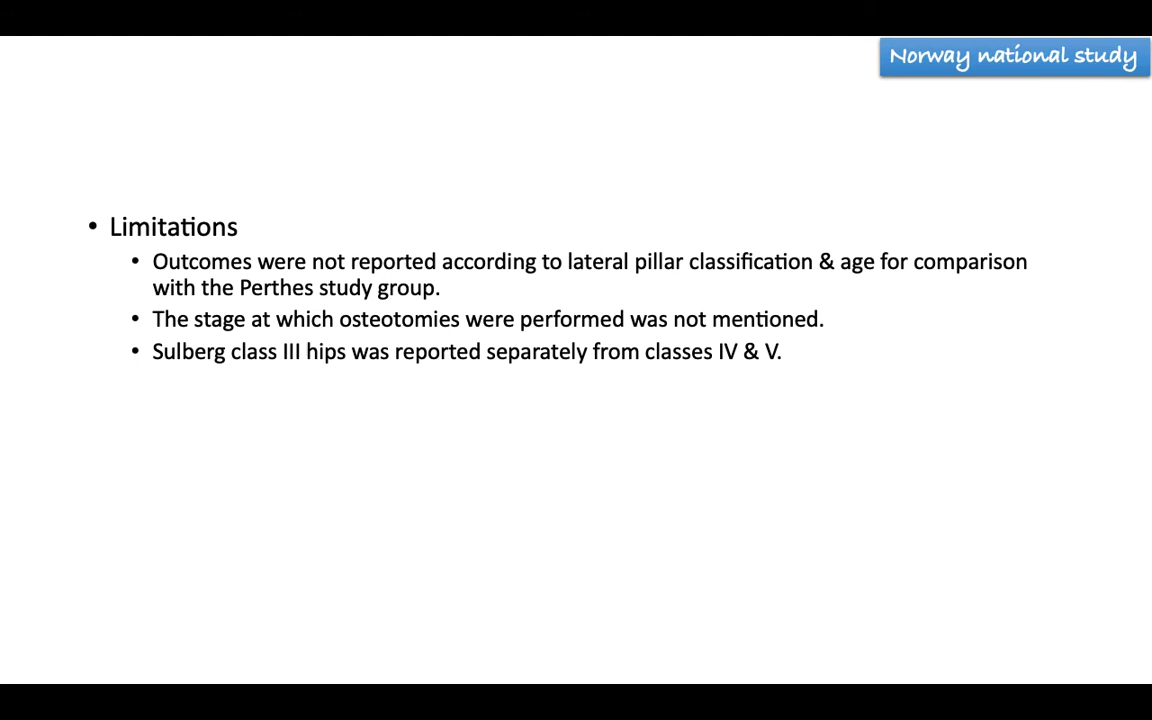 Norway national study
• Limitations
• Outcomes were not reported according to lateral pillar classification & age for comparison
with the Perthes study group.
• The stage at which osteotomies were performed was not mentioned.
• Sulberg class III hips was reported separately from classes IV & V.